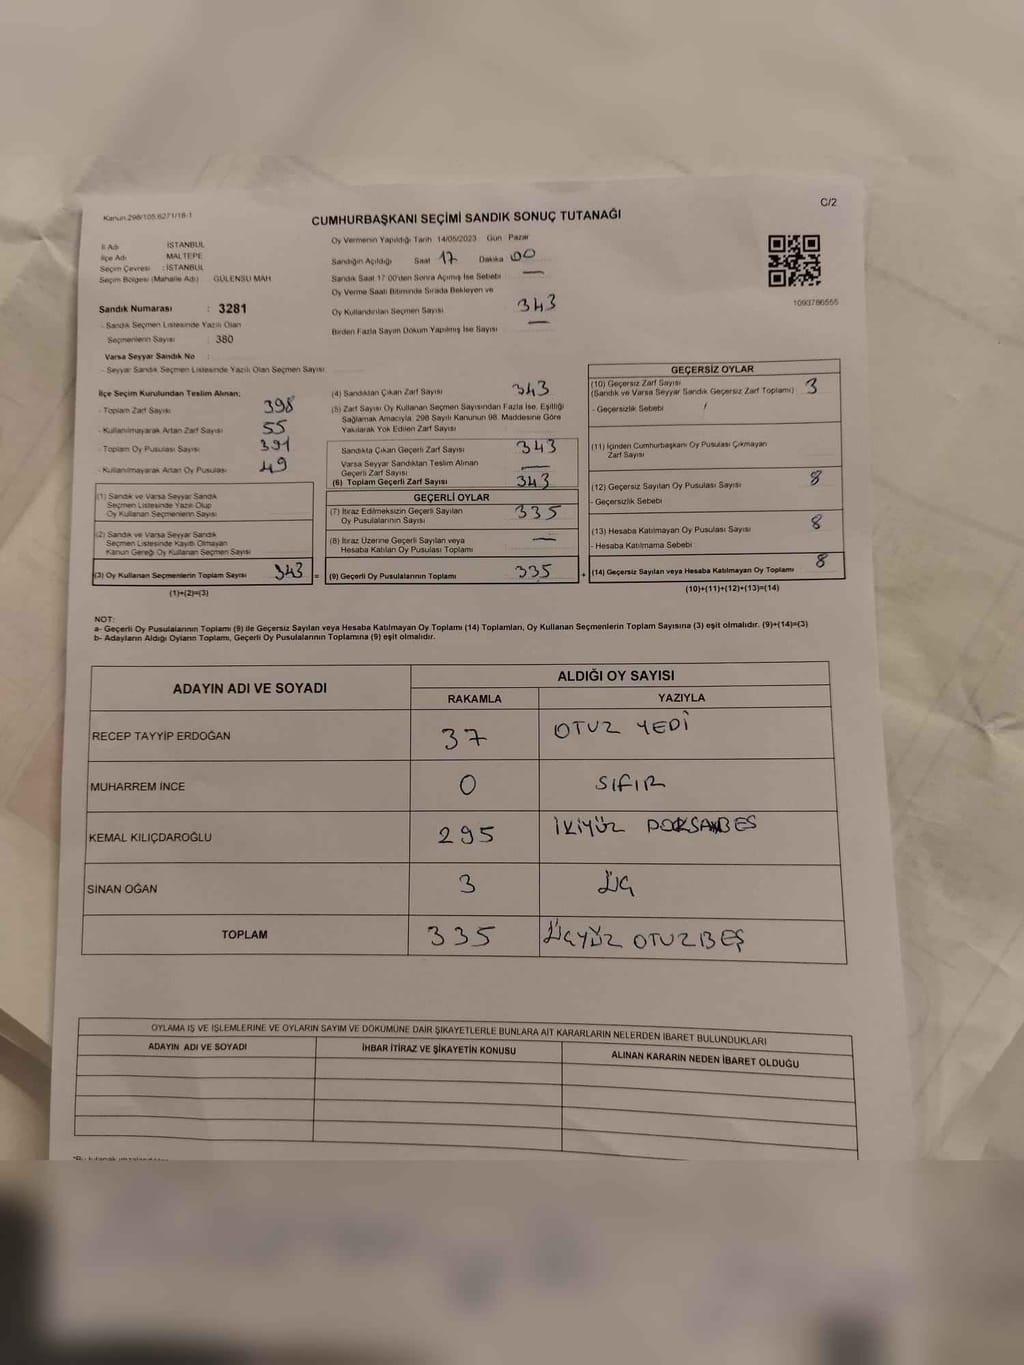 Kanun.298/105.6271/18-1
C/2
CUMHURBAŞKANI SEÇİMİ SANDIK SONUÇ TUTANAĞI
İl Adı : İSTANBUL
İlçe Adı : MALTEPE
Seçim Çevresi : İSTANBUL
Seçim Bölgesi (Mahalle Adı) : GÜLENSU MAH
Sandık Numarası : 3281
- Sandık Seçmen Listesinde Yazılı Olan
Seçmenlerin Sayısı : 380
Varsa Seyyar Sandık No :
- Seyyar Sandık Seçmen Listesinde Yazılı Olan Seçmen Sayısı
Oy Vermenin Yapıldığı Tarih 14/05/2023 Gün Pazar
Sandığın Açıldığı Saat 17 Dakika 00
Sandık Saat 17:00'den Sonra Açılmış İse Sebebi —
Oy Verme Saati Bitiminde Sırada Bekleyen ve
Oy Kullandırılan Seçmen Sayısı 343
Birden Fazla Sayım Döküm Yapılmış İse Sayısı —
1093786555
İlçe Seçim Kurulundan Teslim Alınan;
- Toplam Zarf Sayısı 398
- Kullanılmayarak Artan Zarf Sayısı 55
- Toplam Oy Pusulası Sayısı 391
- Kullanılmayarak Artan Oy Pusulası 49
(1) Sandık ve Varsa Seyyar Sandık
Seçmen Listesinde Yazılı Olup
Oy Kullanan Seçmenlerin Sayısı
(2) Sandık ve Varsa Seyyar Sandık
Seçmen Listesinde Kayıtlı Olmayan
Kanun Gereği Oy Kullanan Seçmen Sayısı
(3) Oy Kullanan Seçmenlerin Toplam Sayısı 343 =
(1)+(2)=(3)
(4) Sandıktan Çıkan Zarf Sayısı 343
(5) Zarf Sayısı Oy Kullanan Seçmen Sayısından Fazla İse, Eşitliği
Sağlamak Amacıyla, 298 Sayılı Kanunun 98. Maddesine Göre
Yakılarak Yok Edilen Zarf Sayısı
Sandıkta Çıkan Geçerli Zarf Sayısı 343
Varsa Seyyar Sandıktan Teslim Alınan
Geçerli Zarf Sayısı —
(6) Toplam Geçerli Zarf Sayısı 343
GEÇERLİ OYLAR
(7) İtiraz Edilmeksizin Geçerli Sayılan
Oy Pusulalarının Sayısı 335
(8) İtiraz Üzerine Geçerli Sayılan veya
Hesaba Katılan Oy Pusulası Toplamı —
(9) Geçerli Oy Pusulalarının Toplamı 335 +
GEÇERSİZ OYLAR
(10) Geçersiz Zarf Sayısı
(Sandık ve Varsa Seyyar Sandık Geçersiz Zarf Toplamı) 3
- Geçersizlik Sebebi /
(11) İçinden Cumhurbaşkanı Oy Pusulası Çıkmayan
Zarf Sayısı
(12) Geçersiz Sayılan Oy Pusulası Sayısı 8
- Geçersizlik Sebebi
(13) Hesaba Katılmayan Oy Pusulası Sayısı 8
- Hesaba Katılmama Sebebi
(14) Geçersiz Sayılan veya Hesaba Katılmayan Oy Toplamı 8
(10)+(11)+(12)+(13)=(14)
NOT:
a- Geçerli Oy Pusulalarının Toplamı (9) ile Geçersiz Sayılan veya Hesaba Katılmayan Oy Toplamı (14) Toplamları, Oy Kullanan Seçmenlerin Toplam Sayısına (3) eşit olmalıdır. (9)+(14)=(3)
b- Adayların Aldığı Oyların Toplamı, Geçerli Oy Pusulalarının Toplamına (9) eşit olmalıdır.
ADAYIN ADI VE SOYADI
ALDIĞI OY SAYISI
RAKAMLA YAZIYLA
RECEP TAYYİP ERDOĞAN 37 OTUZ YEDİ
MUHARREM İNCE 0 SIFIR
KEMAL KILIÇDAROĞLU 295 İKİYÜZ DOKSANBES
SİNAN OĞAN 3 ÜÇ
TOPLAM 335 ÜÇYÜZ OTUZBEŞ
OYLAMA İŞ VE İŞLEMLERİNE VE OYLARIN SAYIM VE DÖKÜMÜNE DAİR ŞİKAYETLERLE BUNLARA AİT KARARLARIN NELERDEN İBARET BULUNDUKLARI
ADAYIN ADI VE SOYADI İHBAR İTİRAZ VE ŞİKAYETİN KONUSU ALINAN KARARIN NEDEN İBARET OLDUĞU